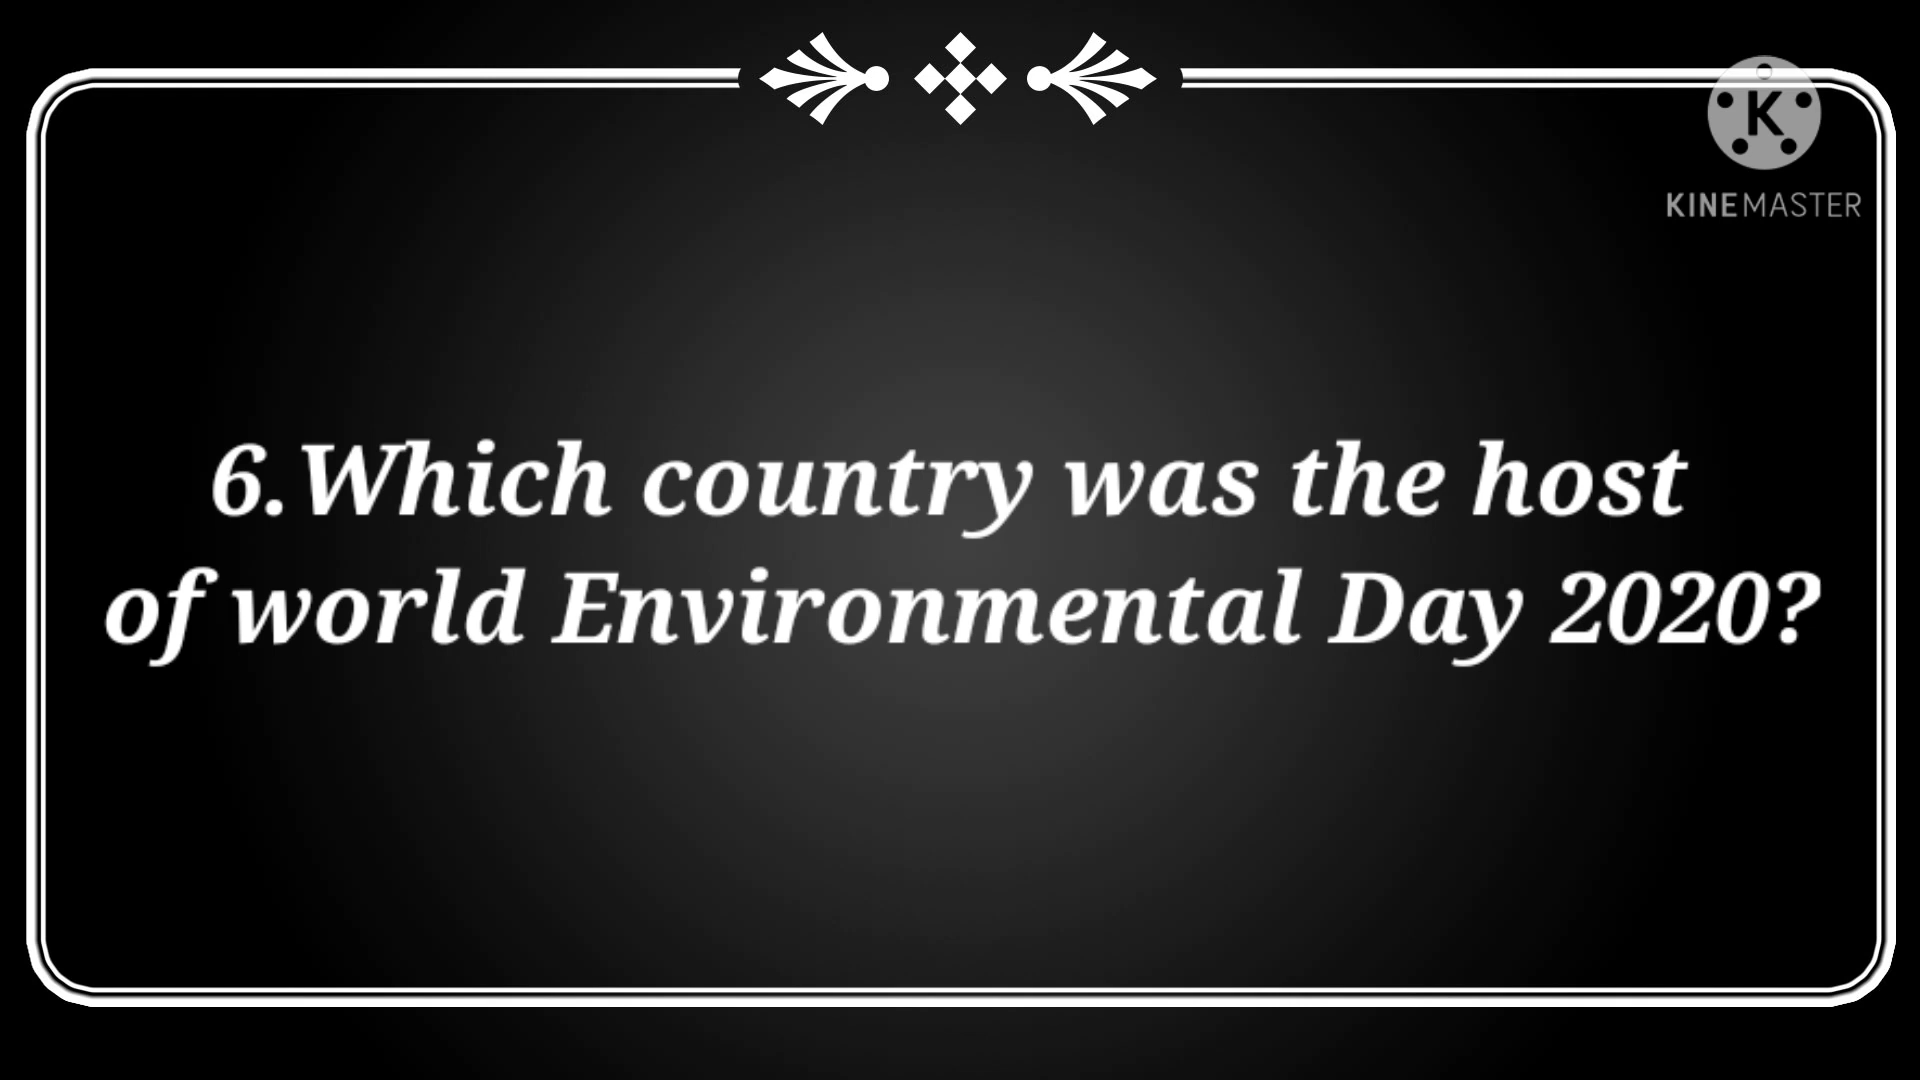 K
KINEMASTER
6.Which country was the host
of world Environmental Day 2020?